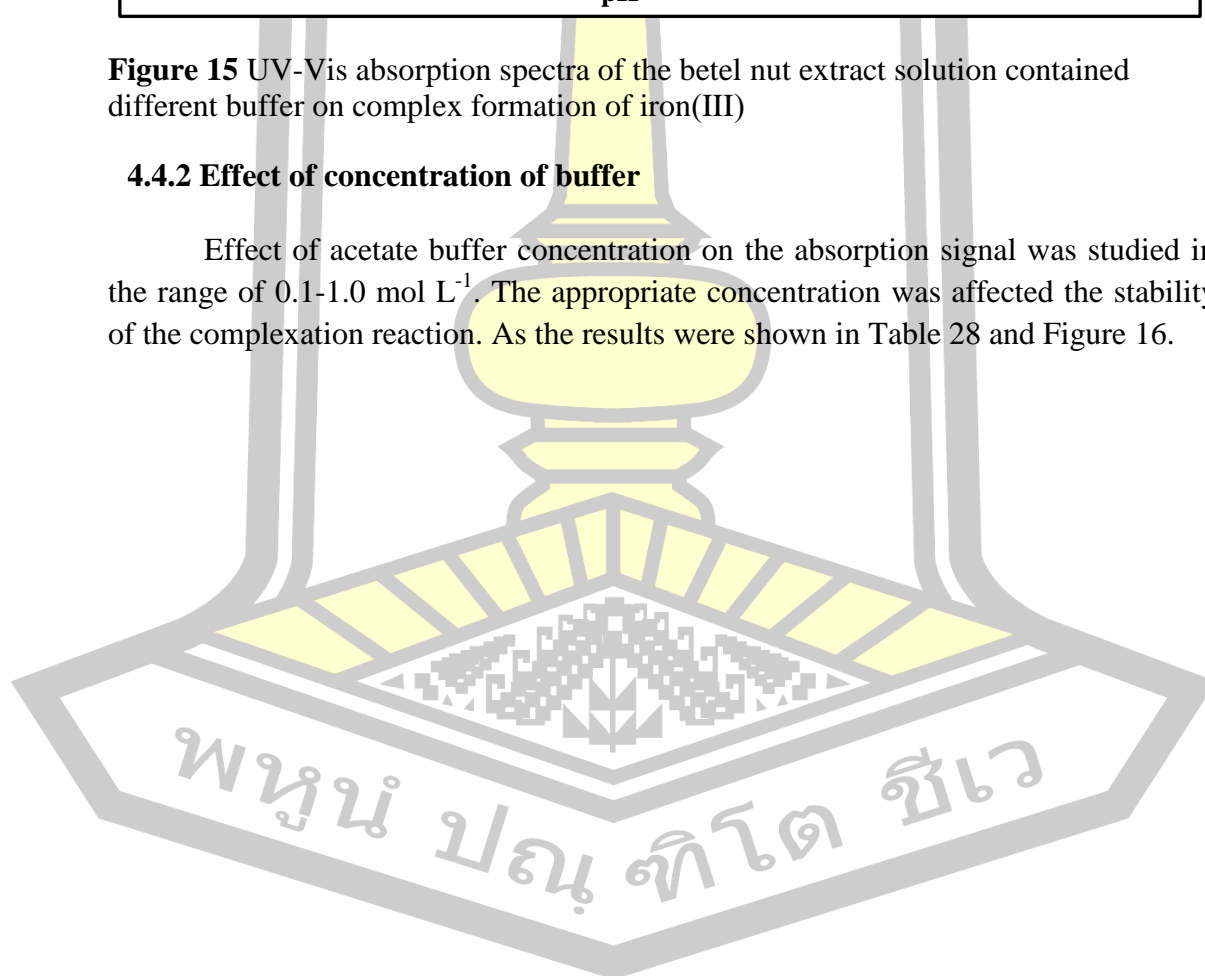 Figure 15 UV-Vis absorption spectra of the betel nut extract solution contained
different buffer on complex formation of iron(III)
4.4.2 Effect of concentration of buffer
Effect of acetate buffer concentration on the absorption signal was studied in
the range of 0.1-1.0 mol L-1. The appropriate concentration was affected the stability
of the complexation reaction. As the results were shown in Table 28 and Figure 16.
พหูนํ ปณฺฑิโต ชีเว